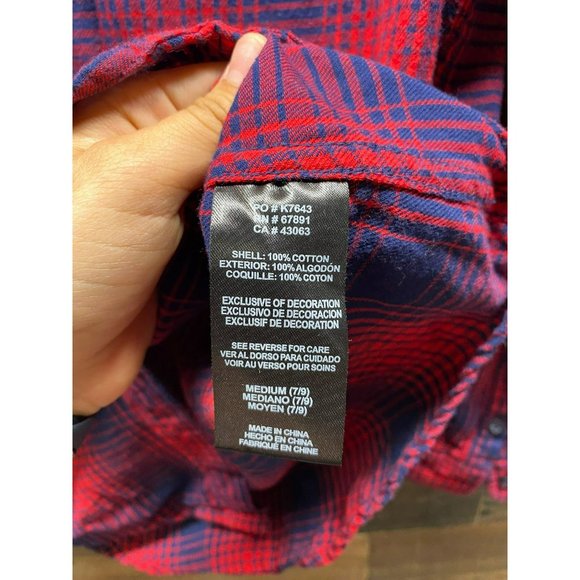 PO # K7643
RN # 67891
CA # 43063
SHELL: 100% COTTON
EXTERIOR: 100% ALGODÓN
COQUILLE: 100% COTON
EXCLUSIVE OF DECORATION
EXCLUSIVO DE DECORACION
EXCLUSIF DE DECORATION
SEE REVERSE FOR CARE
VER AL DORSO PARA CUIDADO
VOIR AU VERSO POUR SOINS
MEDIUM (7/9)
MEDIANO (7/9)
MOYEN (7/9)
MADE IN CHINA
HECHO EN CHINA
FABRIQUÉ EN CHINE